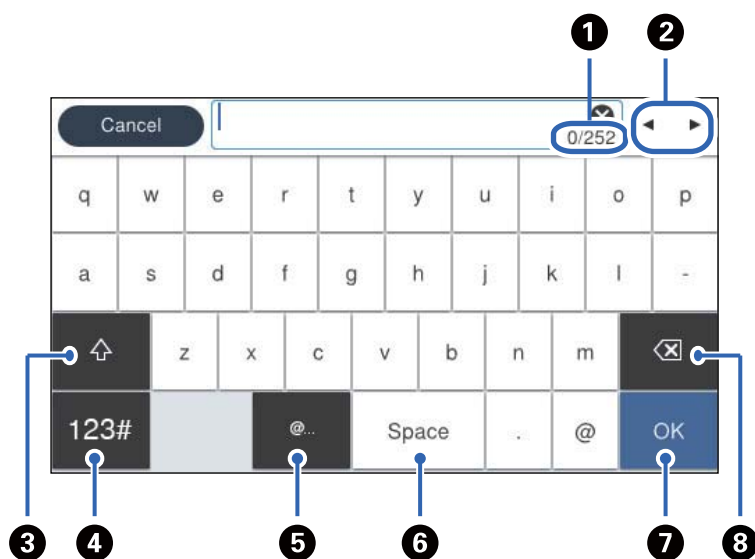 1 2
Cancel
0/252
q w e r t y u i o p
a s d f g h j k l -
z x c v b n m
123# @... Space . @ OK
3 4 5 6 7 8